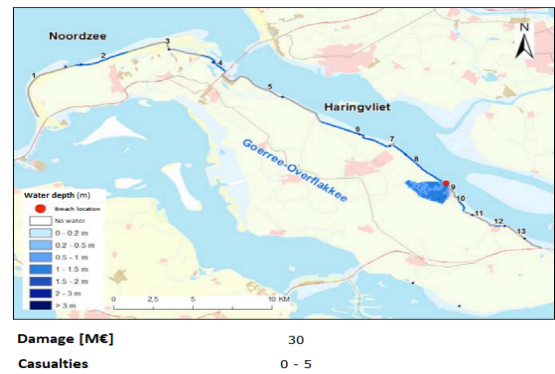 Noordzee
N
3
2
4
1
5
Haringvliet
6
7
8
Goerree-Overflakkee
9
10
11
12
13
Water depth (m)
Breach location
No water
0 - 0.2 m
0.2 - 0.5 m
0.5 - 1 m
1 - 1.5 m
1.5 - 2 m
2 - 3 m
> 3 m
0 2,5 5 10 KM
Damage [M€] 30
Casualties 0 - 5